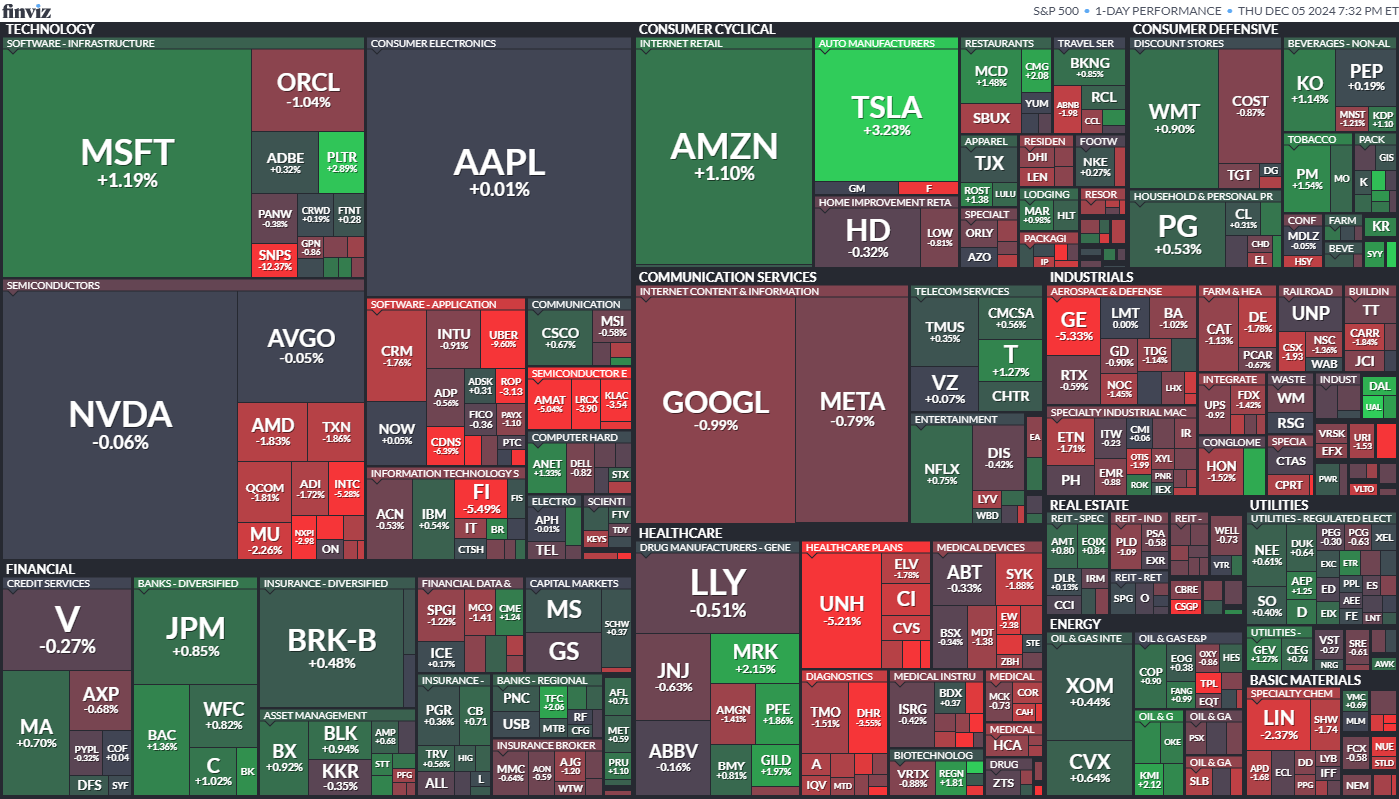 finviz
S&P 500 • 1-DAY PERFORMANCE • THU DEC 05 2024 7:32 PM ET
TECHNOLOGY
SOFTWARE - INFRASTRUCTURE
MSFT
+1.19%
ORCL
-1.04%
ADBE
+0.32%
PLTR
+2.89%
PANW
-0.38%
CRWD
+0.19%
FTNT
+0.28
SNPS
-12.37%
GPN
-0.86
CONSUMER ELECTRONICS
AAPL
+0.01%
SEMICONDUCTORS
NVDA
-0.06%
AVGO
-0.05%
AMD
-1.83%
TXN
-1.86%
QCOM
-1.81%
ADI
-1.72%
INTC
-5.28%
MU
-2.26%
NXPI
-2.98
ON
SOFTWARE - APPLICATION
CRM
-1.76%
INTU
-0.91%
UBER
-9.60%
ADP
-0.56%
ADSK
+0.31
ROP
-3.13
NOW
+0.05%
FICO
-0.36
PAYX
-1.10
CDNS
-6.39%
PTC
INFORMATION TECHNOLOGY S
ACN
-0.53%
IBM
+0.54%
FI
-5.49%
FIS
IT
BR
CTSH
COMMUNICATION
CSCO
+0.67%
MSI
-0.58%
SEMICONDUCTOR E
AMAT
-5.04%
LRCX
-3.90
KLAC
-3.54
COMPUTER HARD
ANET
+1.33%
DELL
-0.82
STX
ELECTRO
APH
-0.01%
TEL
SCIENTI
FTV
TDY
KEYS
CONSUMER CYCLICAL
INTERNET RETAIL
AMZN
+1.10%
AUTO MANUFACTURERS
TSLA
+3.23%
GM
F
HOME IMPROVEMENT RETA
HD
-0.32%
LOW
-0.81%
RESTAURANTS
MCD
+1.48%
CMG
+2.08
SBUX
YUM
TRAVEL SER
BKNG
+0.85%
ABNB
-1.98
RCL
CCL
APPAREL
TJX
ROST
+1.38
LULU
RESIDEN
DHI
LEN
FOOTW
NKE
+0.27%
SPECIALT
ORLY
AZO
LODGING
MAR
+0.98%
HLT
RESOR
PACKAGI
IP
CONSUMER DEFENSIVE
DISCOUNT STORES
WMT
+0.90%
COST
-0.87%
TGT
DG
BEVERAGES - NON-AL
KO
+1.14%
PEP
+0.19%
MNST
-1.21%
KDP
+1.10
TOBACCO
PM
+1.54%
MO
PACK
GIS
K
HOUSEHOLD & PERSONAL PR
PG
+0.53%
CL
+0.31%
CHD
EL
CONF
MDLZ
-0.05%
HSY
FARM
BEVE
KR
SYY
COMMUNICATION SERVICES
INTERNET CONTENT & INFORMATION
GOOGL
-0.99%
META
-0.79%
TELECOM SERVICES
TMUS
+0.35%
CMCSA
+0.56%
VZ
+0.07%
T
+1.27%
CHTR
ENTERTAINMENT
NFLX
+0.75%
DIS
-0.42%
LYV
WBD
EA
INDUSTRIALS
AEROSPACE & DEFENSE
GE
-5.33%
LMT
0.00%
BA
-1.02%
RTX
-0.59%
GD
-0.90%
TDG
-1.14%
NOC
-1.45%
LHX
FARM & HEA
CAT
-1.13%
DE
-1.78%
PCAR
-0.67%
RAILROAD
UNP
CSX
-1.93
NSC
-1.36%
WAB
BUILDIN
TT
CARR
-1.84%
JCI
SPECIALTY INDUSTRIAL MAC
ETN
-1.71%
ITW
-0.23
CMI
+0.06
IR
PH
EMR
-0.88
OTIS
-1.99
XYL
ROK
PNR
IEX
INTEGRATE
UPS
-0.92
FDX
-1.42%
WASTE
WM
RSG
INDUST
DAL
UAL
CONGLOME
HON
-1.52%
SPECIA
CTAS
CPRT
VRSK
EFX
URI
-1.53
PWR
VLTO
HEALTHCARE
DRUG MANUFACTURERS - GENE
LLY
-0.51%
JNJ
-0.63%
MRK
+2.15%
ABBV
-0.16%
AMGN
-1.41%
PFE
+1.86%
BMY
+0.81%
GILD
+1.97%
HEALTHCARE PLANS
UNH
-5.21%
ELV
-1.78%
CI
CVS
MEDICAL DEVICES
ABT
-0.33%
SYK
-1.88%
BSX
-0.34%
MDT
-1.38
EW
-2.38
STE
ZBH
DIAGNOSTICS
TMO
-1.51%
DHR
-3.55%
A
IQV
MTD
MEDICAL INSTRU
ISRG
-0.42%
BDX
+0.37
MEDICAL
MCK
-0.73
COR
CAH
BIOTECHNOLOGY
VRTX
-0.88%
REGN
+1.81
MEDICAL
HCA
DRUG
ZTS
REAL ESTATE
REIT - SPEC
AMT
+0.80
EQIX
+0.84%
DLR
+0.13%
IRM
CCI
REIT - IND
PLD
-1.09
PSA
-0.58
EXR
REIT -
WELL
-0.73
VTR
REIT - RET
SPG
O
CBRE
CSGP
UTILITIES
UTILITIES - REGULATED ELECT
NEE
+0.61%
DUK
+0.64
PEG
-0.30
PCG
-0.63
XEL
EXC
ETR
SO
+0.40%
AEP
+1.25
ED
PPL
ES
AEE
D
EIX
FE
LNT
UTILITIES -
GEV
+1.27%
CEG
+0.74
VST
-0.27
SRE
-0.61
NRG
AWK
ENERGY
OIL & GAS INTE
XOM
+0.44%
CVX
+0.64%
OIL & GAS E&P
COP
+0.90
EOG
+0.38
OXY
-0.86
HES
FANG
+0.99
TPL
EQT
OIL & G
OKE
KMI
+2.12
OIL & GA
PSX
OIL & GA
SLB
BASIC MATERIALS
SPECIALTY CHEM
LIN
-2.37%
SHW
-1.74
APD
-1.68
ECL
DD
LYB
PPG
IFF
VMC
+0.69
MLM
FCX
-0.58
NUE
STLD
NEM
FINANCIAL
CREDIT SERVICES
V
-0.27%
MA
+0.70%
AXP
-0.68%
PYPL
-0.92%
COF
+0.04
DFS
SYF
BANKS - DIVERSIFIED
JPM
+0.85%
BAC
+1.36%
WFC
+0.82%
C
+1.02%
BK
INSURANCE - DIVERSIFIED
BRK-B
+0.48%
ASSET MANAGEMENT
BX
+0.92%
BLK
+0.94%
AMP
+0.68
KKR
-0.35%
STT
PFG
FINANCIAL DATA &
SPGI
-1.22%
MCO
-1.41
CME
+1.24
ICE
+0.17%
CAPITAL MARKETS
MS
GS
SCHW
+0.37
INSURANCE -
PGR
+0.36%
CB
+0.71
TRV
+0.56%
HIG
ALL
L
BANKS - REGIONAL
PNC
TFC
+2.06
USB
MTB
RF
CFG
INSURANCE BROKER
MMC
-0.64%
AON
-0.59
AJG
-1.20
WTW
AFL
+0.71
MET
+0.59
PRU
+1.10